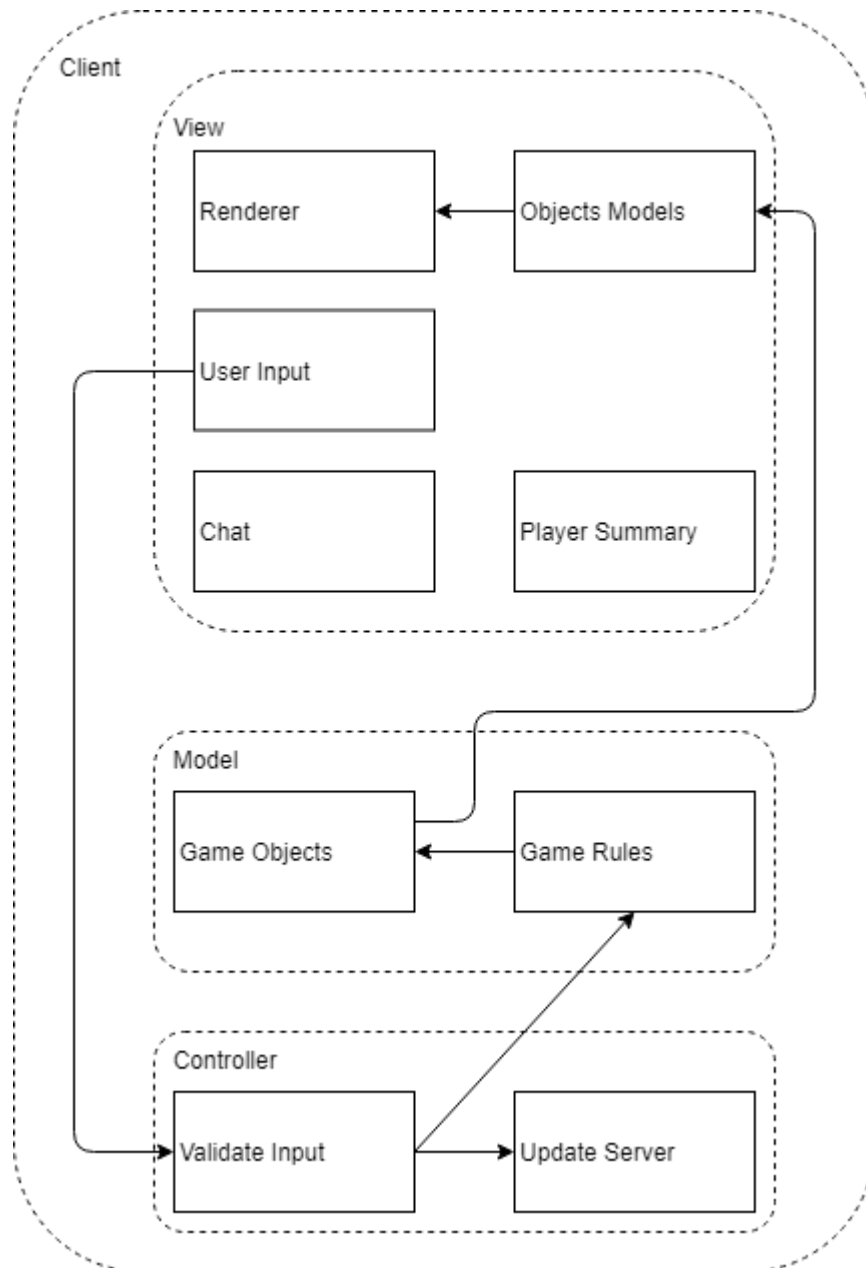 Client
View
Renderer
Objects Models
User Input
Chat
Player Summary
Model
Game Objects
Game Rules
Controller
Validate Input
Update Server